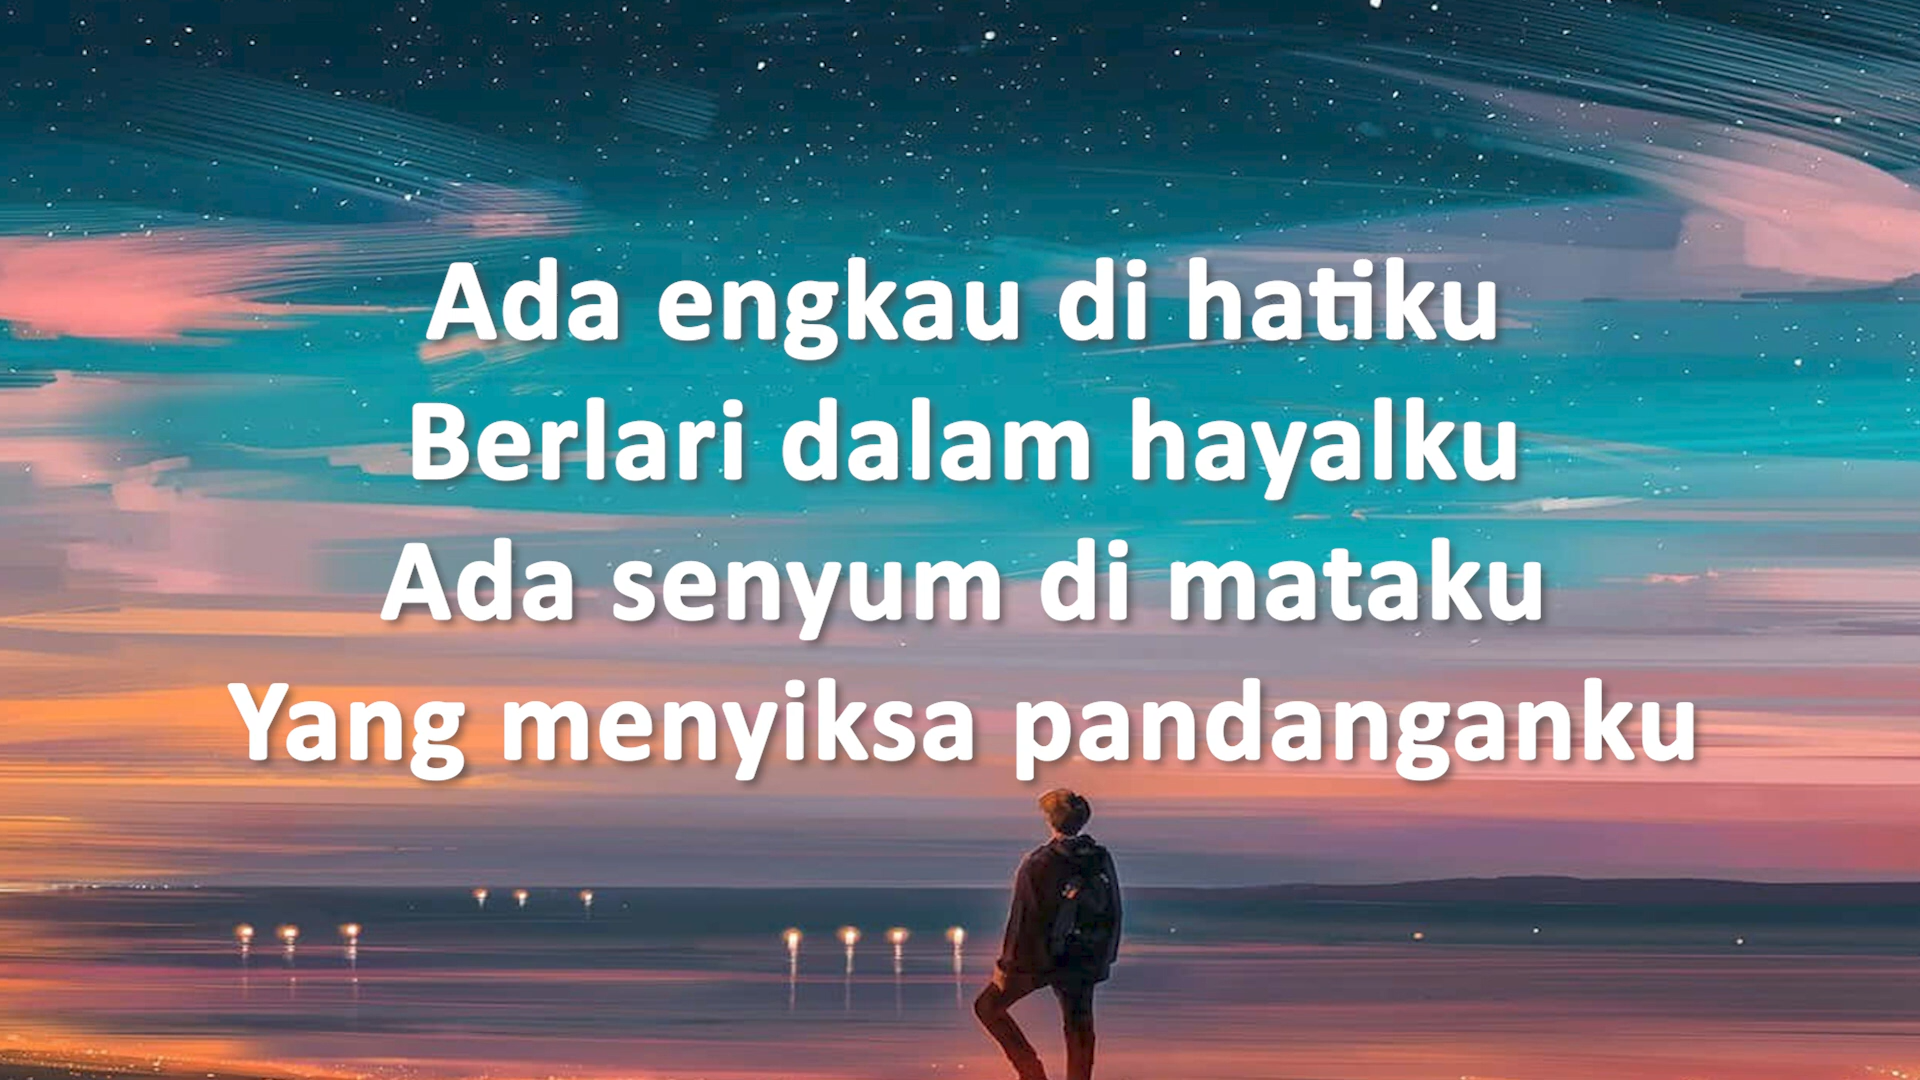 Ada engkau di hatiku
Berlari dalam hayalku
Ada senyum di mataku
Yang menyiksa pandanganku